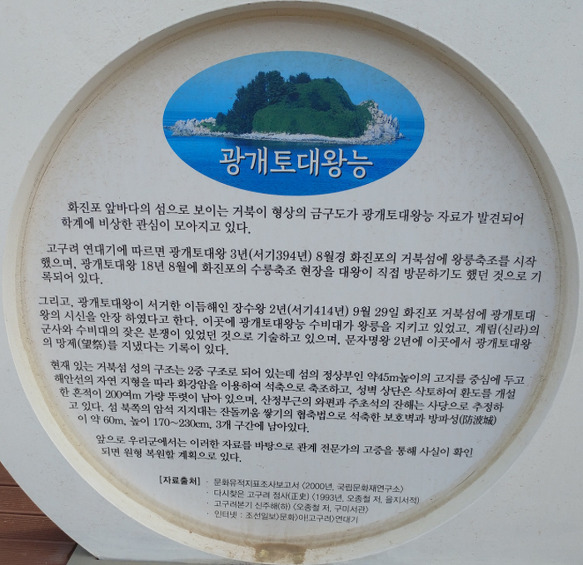 광개토대왕능
화진포 앞바다의 섬으로 보이는 거북이 형상의 금구도가 광개토대왕능 자료가 발견되어
학계에 비상한 관심이 모아지고 있다.
고구려 연대기에 따르면 광개토대왕 3년(서기394년) 8월경 화진포의 거북섬에 왕릉축조를 시작
했으며, 광개토대왕 18년 8월에 화진포의 수릉축조 현장을 대왕이 직접 방문하기도 했던 것으로 기
록되어 있다.
그리고, 광개토대왕이 서거한 이듬해인 장수왕 2년(서기414년) 9월 29일 화진포 거북섬에 광개토대
왕의 시신을 안장 하였다고 한다. 이곳에 광개토대왕능 수비대가 왕릉을 지키고 있었고, 계림(신라)의
군사와 수비대의 잦은 분쟁이 있었던 것으로 기술하고 있으며, 문자명왕 2년에 이곳에서 광개토대왕
의 망제(望祭)를 지냈다는 기록이 있다.
현재 있는 거북섬 성의 구조는 2중 구조로 되어 있는데 섬의 정상부인 약45m높이의 고지를 중심에 두고
해안선의 자연 지형을 따라 화강암을 이용하여 석축으로 축조하고, 성벽 상단은 삭토하여 환도를 개설
한 흔적이 200여m 가량 뚜렷이 남아 있으며, 산정부근의 와편과 주초석의 잔해는 사당으로 추정하
고 있다. 섬 북쪽의 암석 지지대는 잔돌끼움 쌓기의 협축법으로 석축한 보호벽과 방파성(防波城)
이 약 60m, 높이 170~230cm, 3개 구간에 남아있다.
앞으로 우리군에서는 이러한 자료를 바탕으로 관계 전문가의 고증을 통해 사실이 확인
되면 원형 복원할 계획으로 있다.
[자료출처] · 문화유적지표조사보고서 <2000년, 국립문화재연구소>
· 다시찾은 고구려 정사(正史) <1993년, 오종철 저, 을지서적>
· 고구려본기 신주해(하) <오종철 저, 구미서관>
· 인터넷 : 조선일보>문화>아!고구려>연대기